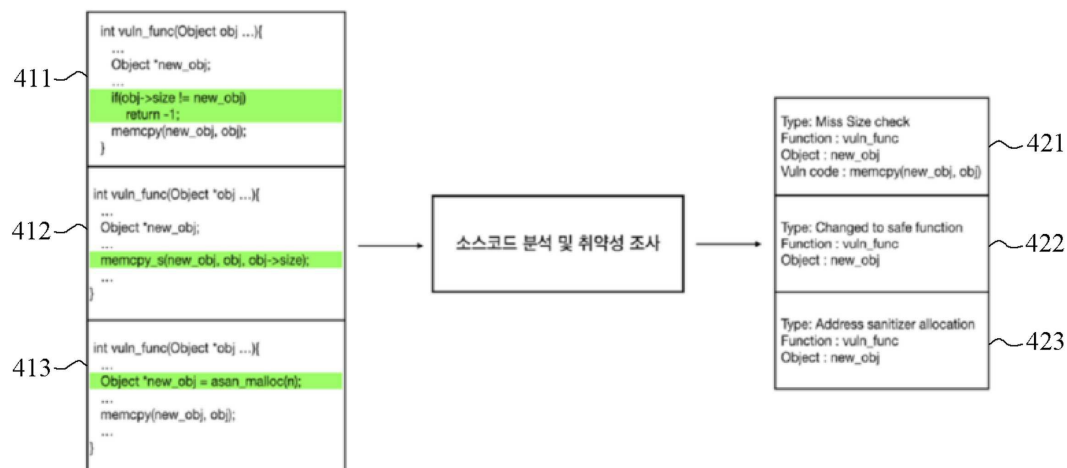 411
int vuln_func(Object obj ...){
...
Object *new_obj;
...
if(obj->size != new_obj)
return -1;
memcpy(new_obj, obj);
}
412
int vuln_func(Object *obj ...){
...
Object *new_obj;
...
memcpy_s(new_obj, obj, obj->size);
...
}
413
int vuln_func(Object *obj ...){
...
Object *new_obj = asan_malloc(n);
...
memcpy(new_obj, obj);
...
}
소스코드 분석 및 취약성 조사
Type: Miss Size check
Function : vuln_func
Object : new_obj
Vuln code : memcpy(new_obj, obj)
421
Type: Changed to safe function
Function : vuln_func
Object : new_obj
422
Type: Address sanitizer allocation
Function : vuln_func
Object : new_obj
423